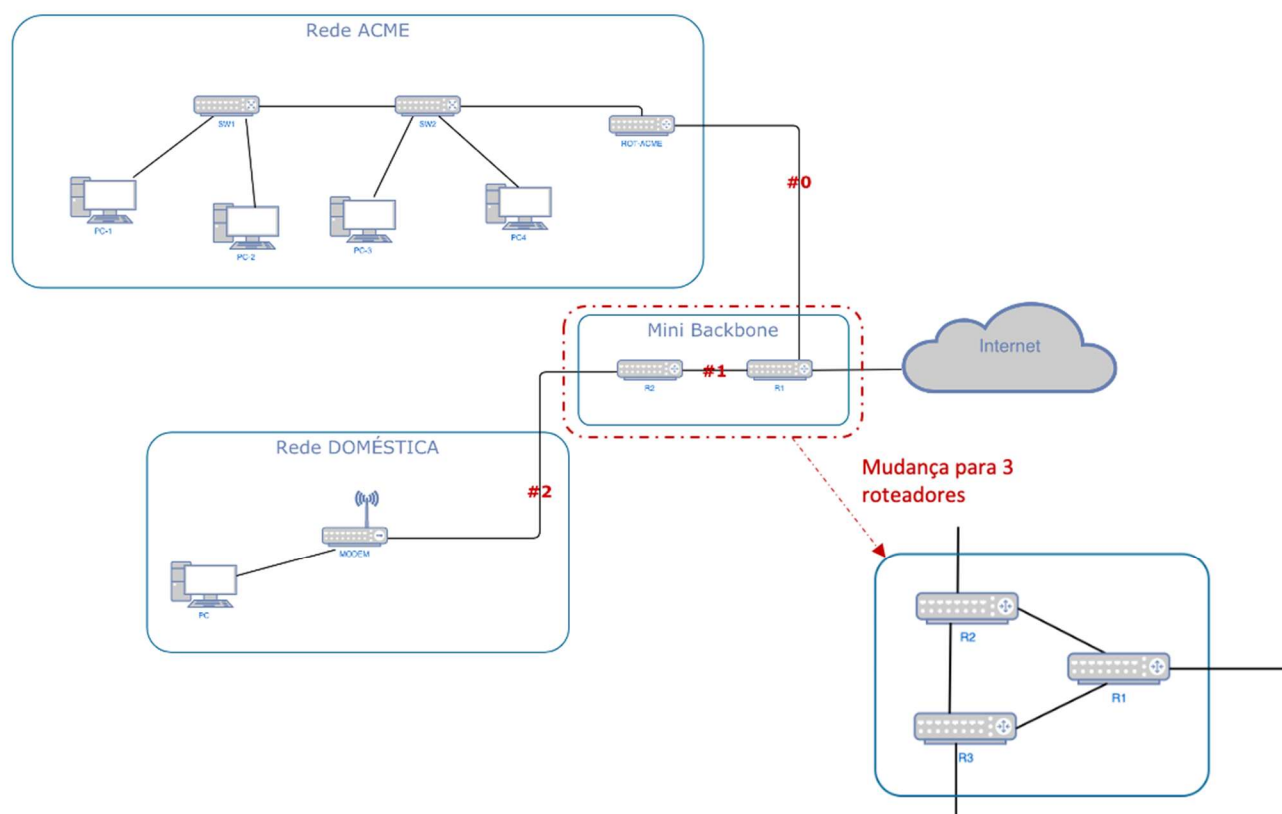 Rede ACME
SW1
SW2
ROT-ACME
#0
PC-1
PC-2
PC-3
PC4
Mini Backbone
R2
#1
R1
Internet
Rede DOMÉSTICA
#2
MODEM
PC
Mudança para 3
roteadores
R2
R1
R3